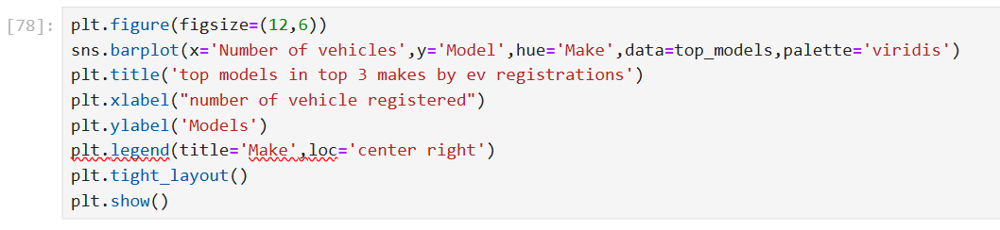 [78]:
plt.figure(figsize=(12,6))
sns.barplot(x='Number of vehicles',y='Model',hue='Make',data=top_models,palette='viridis')
plt.title('top models in top 3 makes by ev registrations')
plt.xlabel("number of vehicle registered")
plt.ylabel('Models')
plt.legend(title='Make',loc='center right')
plt.tight_layout()
plt.show()